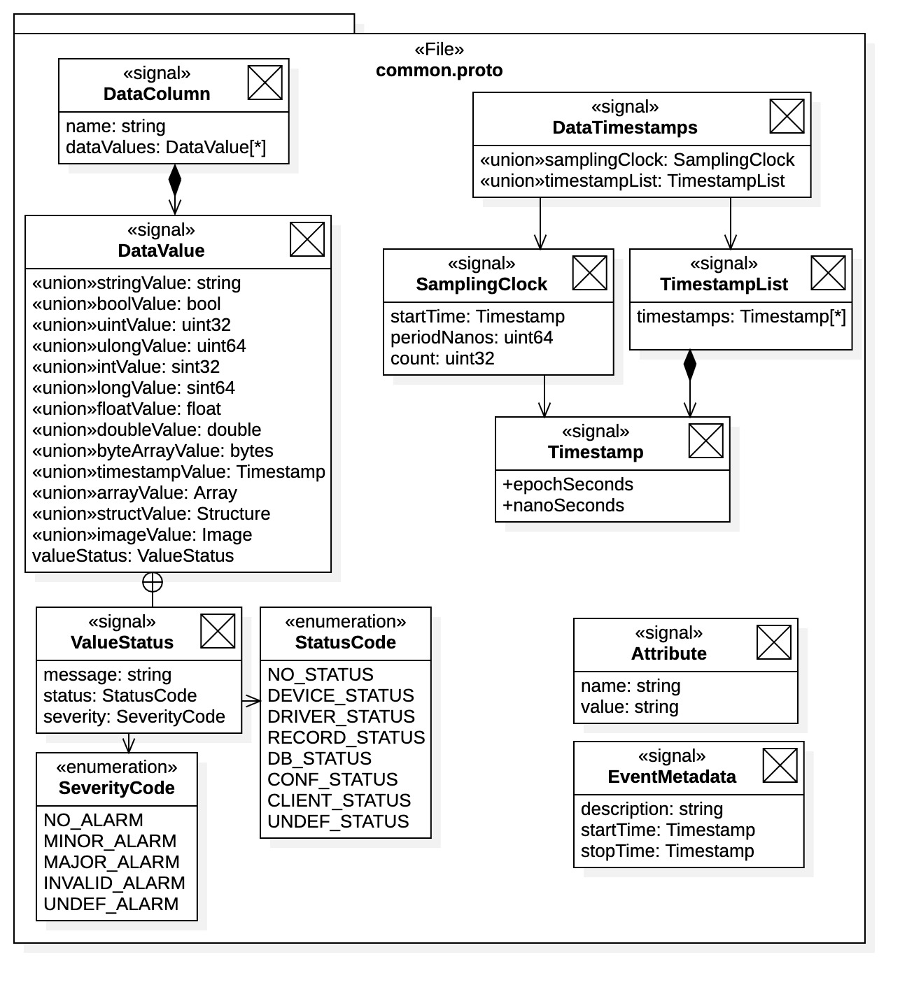 «File»
common.proto
«signal»
DataColumn
name: string
dataValues: DataValue[*]
«signal»
DataTimestamps
«union»samplingClock: SamplingClock
«union»timestampList: TimestampList
«signal»
DataValue
«union»stringValue: string
«union»boolValue: bool
«union»uintValue: uint32
«union»ulongValue: uint64
«union»intValue: sint32
«union»longValue: sint64
«union»floatValue: float
«union»doubleValue: double
«union»byteArrayValue: bytes
«union»timestampValue: Timestamp
«union»arrayValue: Array
«union»structValue: Structure
«union»imageValue: Image
valueStatus: ValueStatus
«signal»
SamplingClock
startTime: Timestamp
periodNanos: uint64
count: uint32
«signal»
TimestampList
timestamps: Timestamp[*]
«signal»
Timestamp
+epochSeconds
+nanoSeconds
«signal»
ValueStatus
message: string
status: StatusCode
severity: SeverityCode
«enumeration»
StatusCode
NO_STATUS
DEVICE_STATUS
DRIVER_STATUS
RECORD_STATUS
DB_STATUS
CONF_STATUS
CLIENT_STATUS
UNDEF_STATUS
«signal»
Attribute
name: string
value: string
«enumeration»
SeverityCode
NO_ALARM
MINOR_ALARM
MAJOR_ALARM
INVALID_ALARM
UNDEF_ALARM
«signal»
EventMetadata
description: string
startTime: Timestamp
stopTime: Timestamp